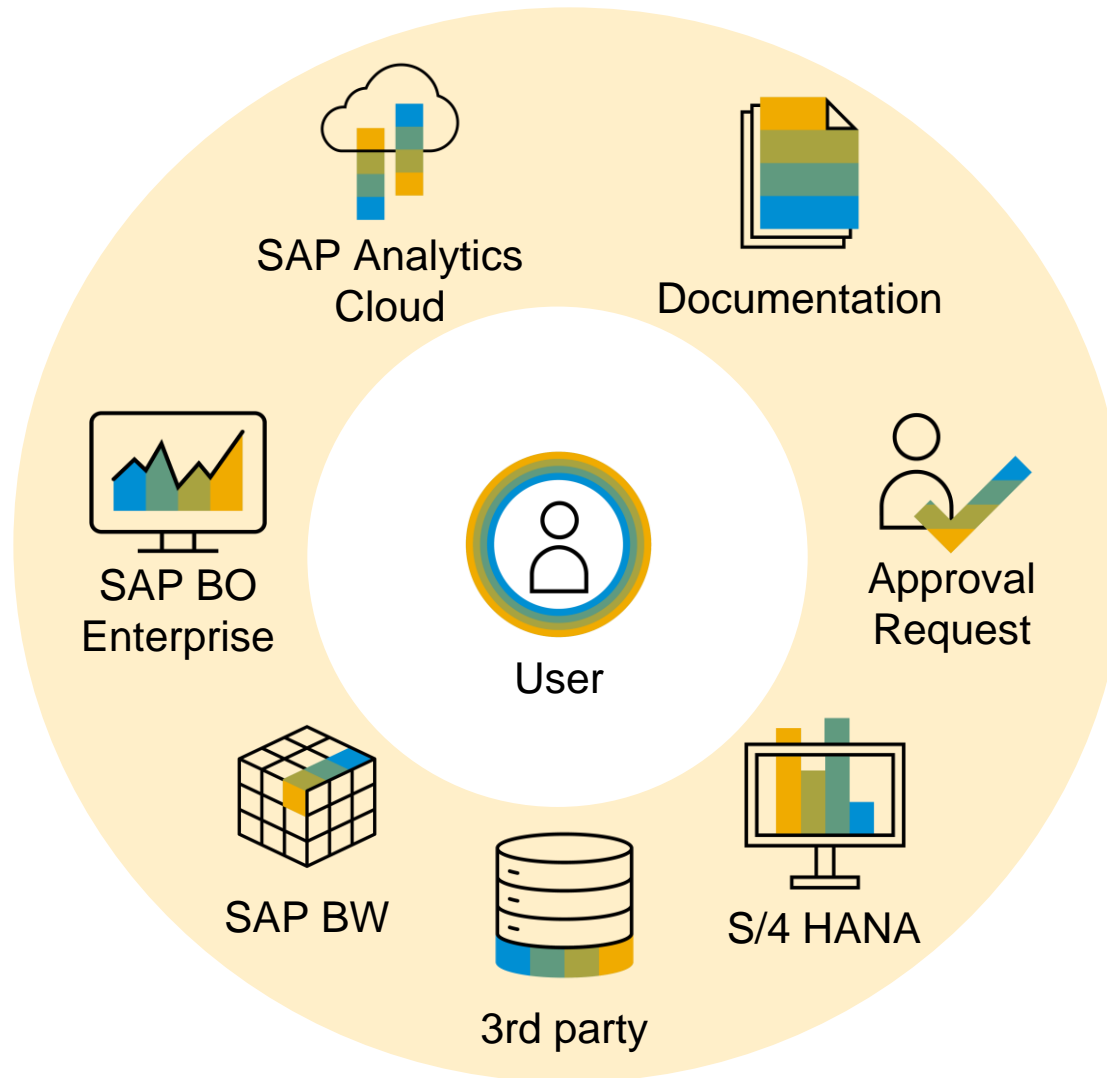 SAP Analytics
Cloud
Documentation
SAP BO
Enterprise
Approval
Request
User
SAP BW
S/4 HANA
3rd party